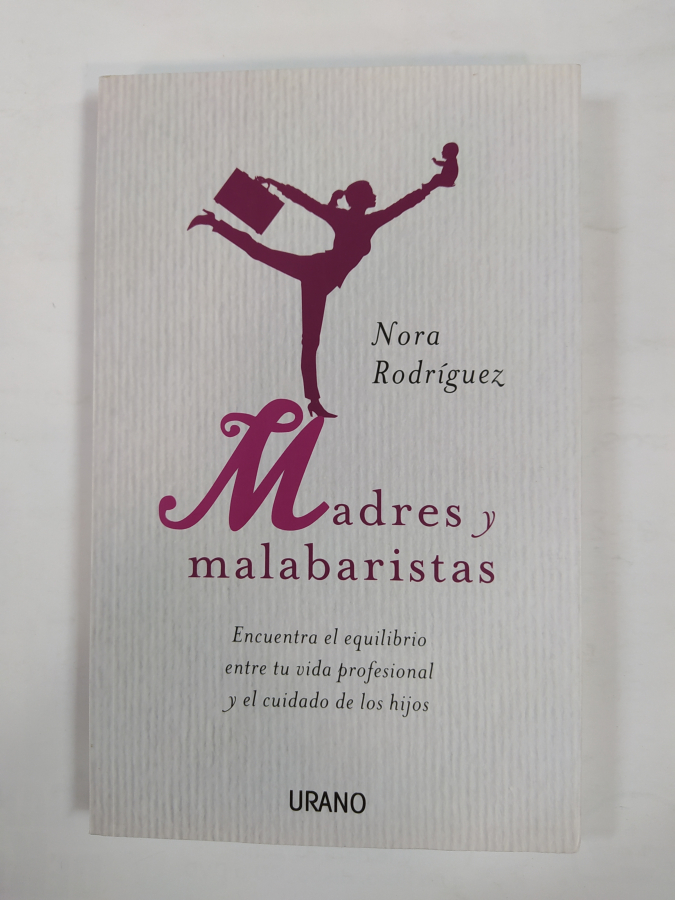 Nora
Rodríguez
Madres y
malabaristas
Encuentra el equilibrio
entre tu vida profesional
y el cuidado de los hijos
URANO